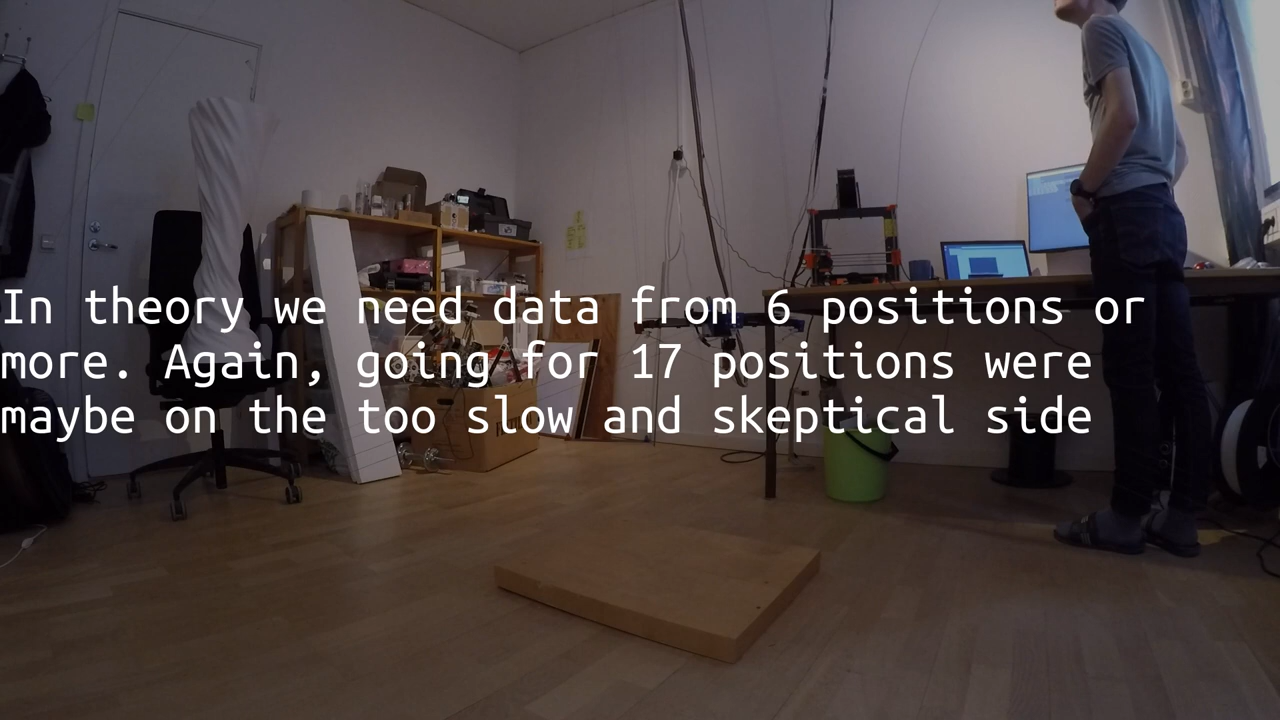 In theory we need data from 6 positions or
more. Again, going for 17 positions were
maybe on the too slow and skeptical side